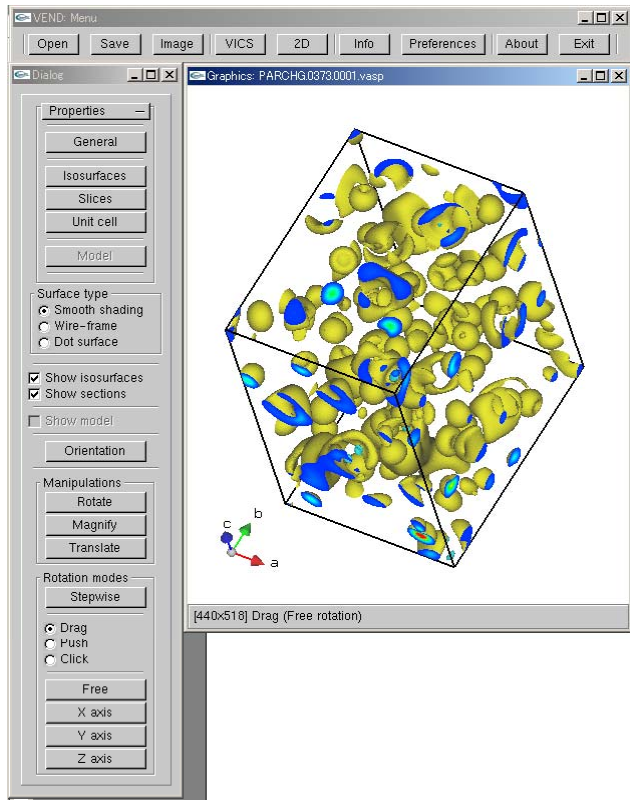 VEND: Menu
Open Save Image VICS 2D Info Preferences About Exit
Dialog
Graphics: PARCHG.0373.0001.vasp
Properties
General
Isosurfaces
Slices
Unit cell
Model
Surface type
Smooth shading
Wire-frame
Dot surface
Show isosurfaces
Show sections
Show model
Orientation
Manipulations
Rotate
Magnify
Translate
Rotation modes
Stepwise
Drag
Push
Click
Free
X axis
Y axis
Z axis
c
b
a
[440x518] Drag (Free rotation)